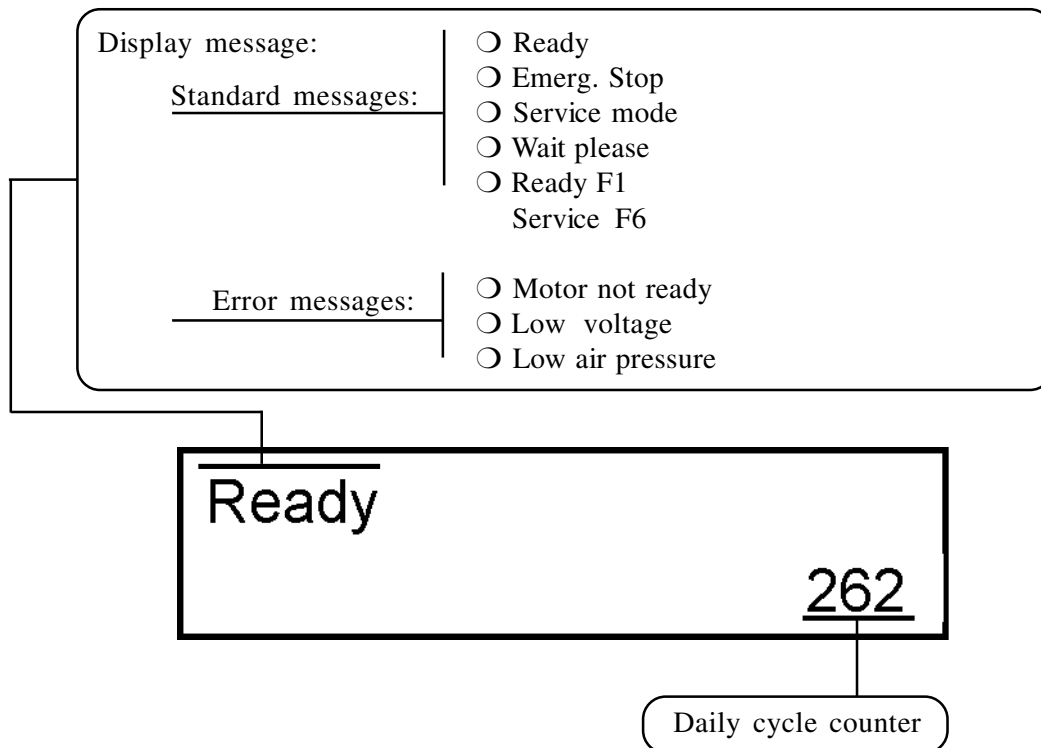 Display message:
Standard messages:
❍ Ready
❍ Emerg. Stop
❍ Service mode
❍ Wait please
❍ Ready F1
Service F6
Error messages:
❍ Motor not ready
❍ Low voltage
❍ Low air pressure
Ready
262
Daily cycle counter